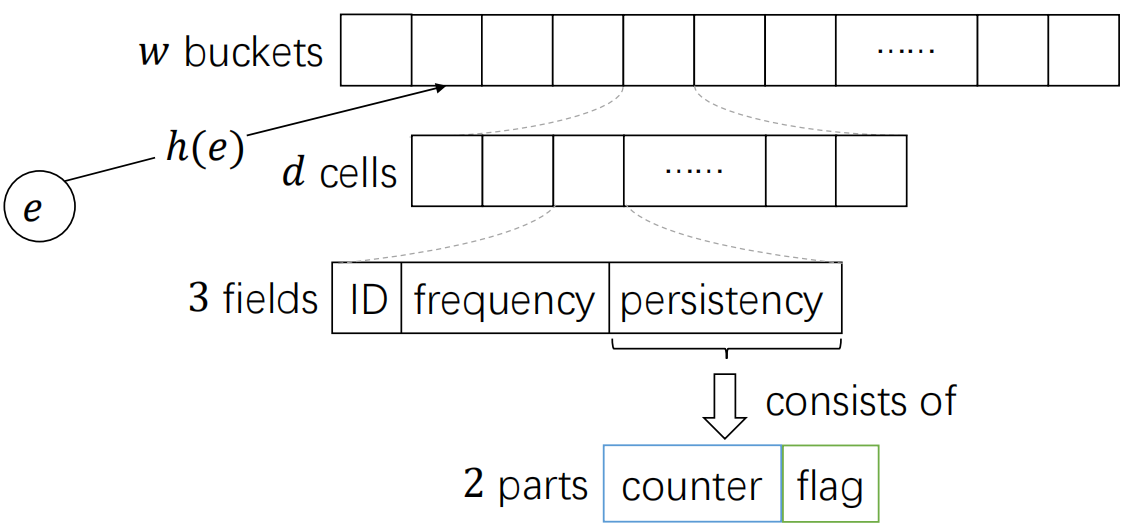 w buckets
......
h(e)
d cells
......
e
3 fields ID frequency persistency
consists of
2 parts counter flag